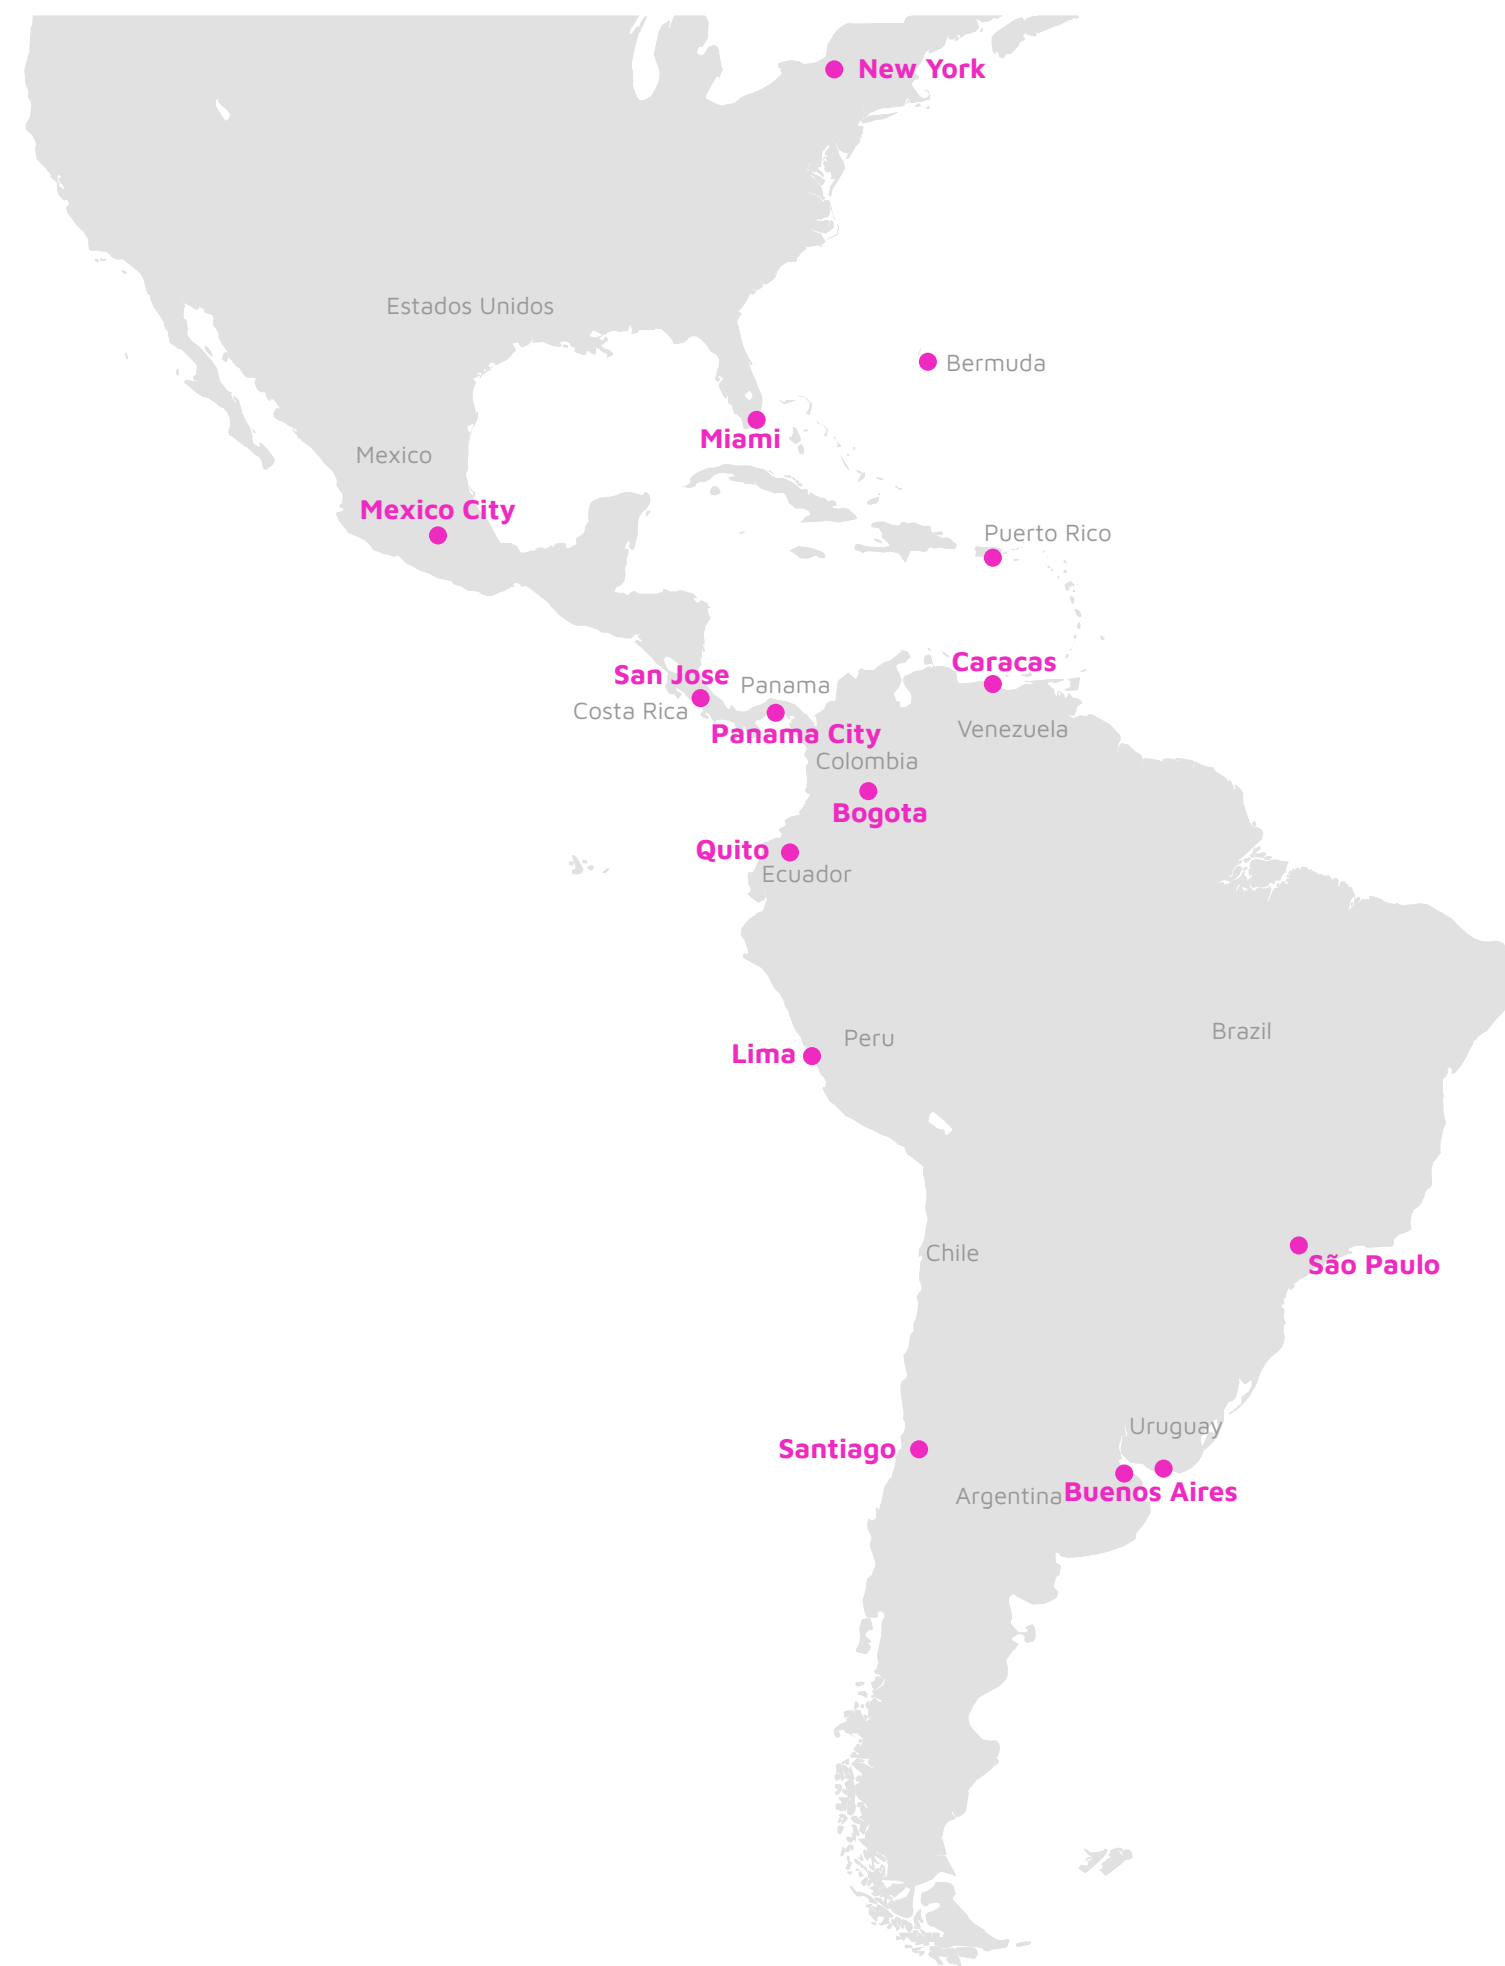 New York
Estados Unidos
Bermuda
Miami
Mexico
Mexico City
Puerto Rico
Caracas
San Jose
Panama
Costa Rica
Venezuela
Panama City
Colombia
Bogota
Quito
Ecuador
Brazil
Peru
Lima
Chile
São Paulo
Uruguay
Santiago
Buenos Aires
Argentina